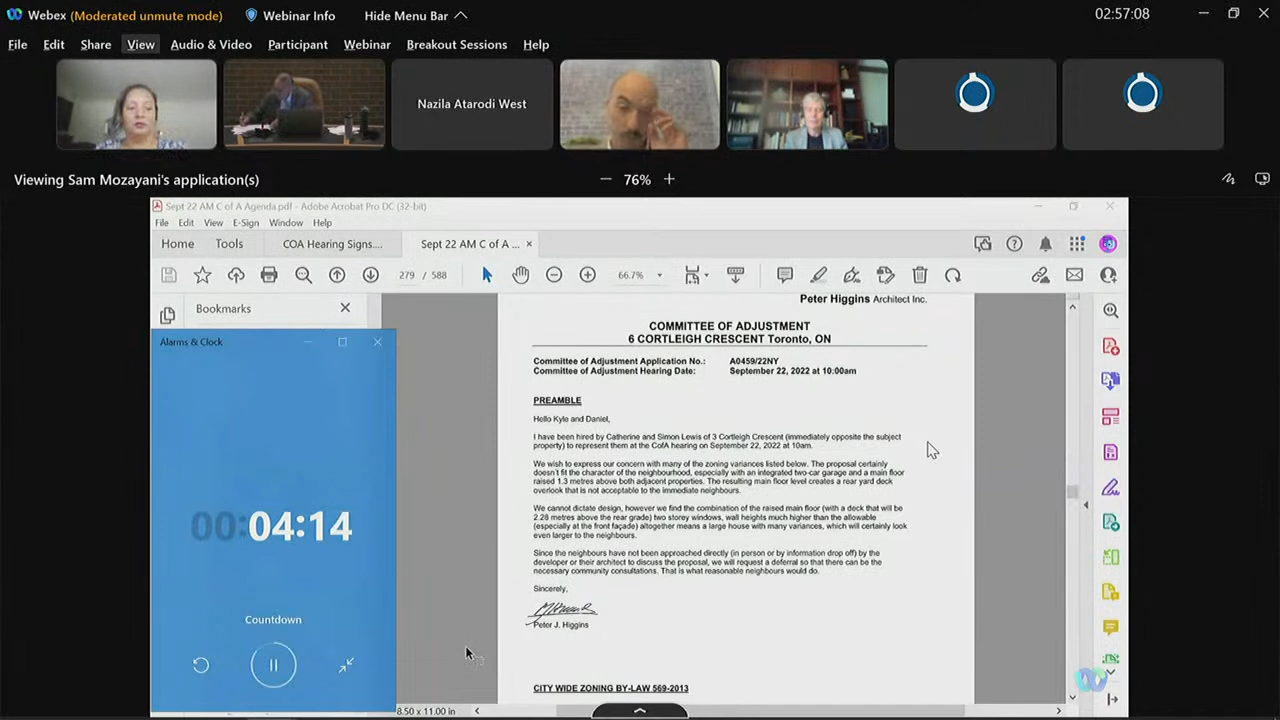 Webex (Moderated unmute mode) Webinar Info Hide Menu Bar 02:57:08
File Edit Share View Audio & Video Participant Webinar Breakout Sessions Help
Nazila Atarodi West
Viewing Sam Mozayani's application(s) 76%
Sept 22 AM C of A Agenda.pdf - Adobe Acrobat Pro DC (32-bit)
File Edit View E-Sign Window Help
Home Tools COA Hearing Signs.... Sept 22 AM C of A ...
279 / 588 66.7%
Bookmarks
Alarms & Clock
00:04:14
Countdown
Peter Higgins Architect Inc.
COMMITTEE OF ADJUSTMENT
6 CORTLEIGH CRESCENT Toronto, ON
Committee of Adjustment Application No.: A0459/22NY
Committee of Adjustment Hearing Date: September 22, 2022 at 10:00am
PREAMBLE
Hello Kyle and Daniel,
I have been hired by Catherine and Simon Lewis of 3 Cortleigh Crescent (immediately opposite the subject
property) to represent them at the CofA hearing on September 22, 2022 at 10am.
We wish to express our concern with many of the zoning variances listed below. The proposal certainly
doesn't fit the character of the neighbourhood, especially with an integrated two-car garage and a main floor
raised 1.3 metres above both adjacent properties. The resulting main floor level creates a rear yard deck
overlook that is not acceptable to the immediate neighbours.
We cannot dictate design, however we find the combination of the raised main floor (with a deck that will be
2.28 metres above the rear grade) two storey windows, wall heights much higher than the allowable
(especially at the front façade) altogether means a large house with many variances, which will certainly look
even larger to the neighbours.
Since the neighbours have not been approached directly (in person or by information drop off) by the
developer or their architect to discuss the proposal, we will request a deferral so that there can be the
necessary community consultations. That is what reasonable neighbours would do.
Sincerely,
Peter J. Higgins
CITY WIDE ZONING BY-LAW 569-2013
8.50 x 11.00 in